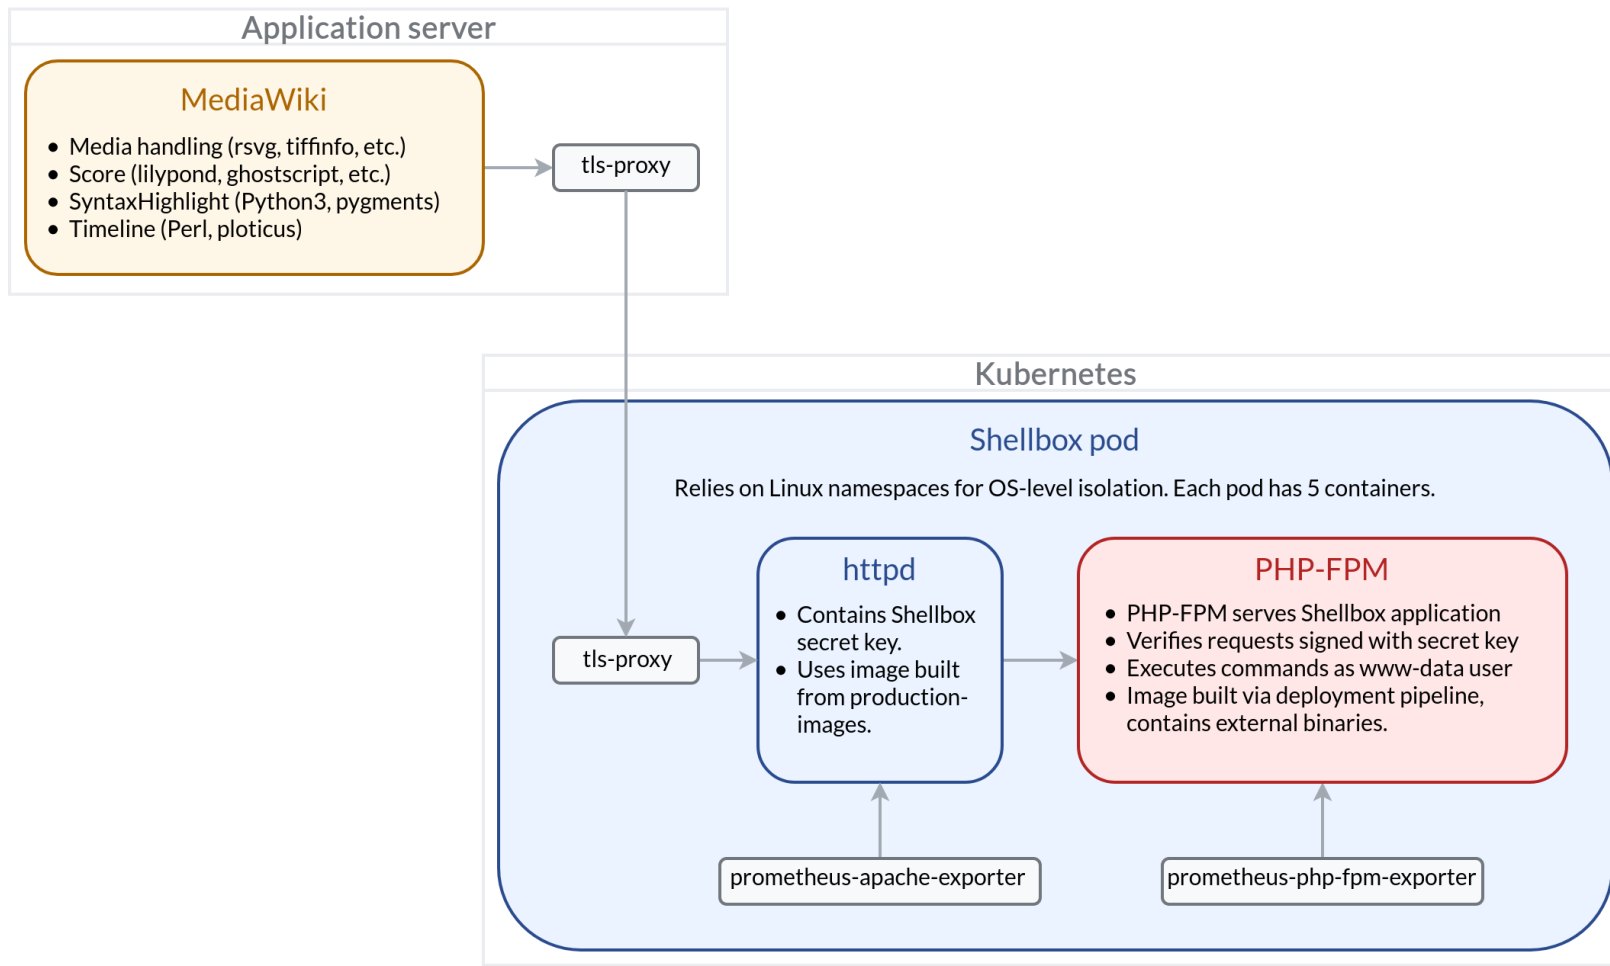 Application server
MediaWiki
• Media handling (rsvg, tiffinfo, etc.)
• Score (lilypond, ghostscript, etc.)
• SyntaxHighlight (Python3, pygments)
• Timeline (Perl, ploticus)
tls-proxy
Kubernetes
Shellbox pod
Relies on Linux namespaces for OS-level isolation. Each pod has 5 containers.
tls-proxy
httpd
• Contains Shellbox
secret key.
• Uses image built
from production-
images.
PHP-FPM
• PHP-FPM serves Shellbox application
• Verifies requests signed with secret key
• Executes commands as www-data user
• Image built via deployment pipeline,
contains external binaries.
prometheus-apache-exporter
prometheus-php-fpm-exporter